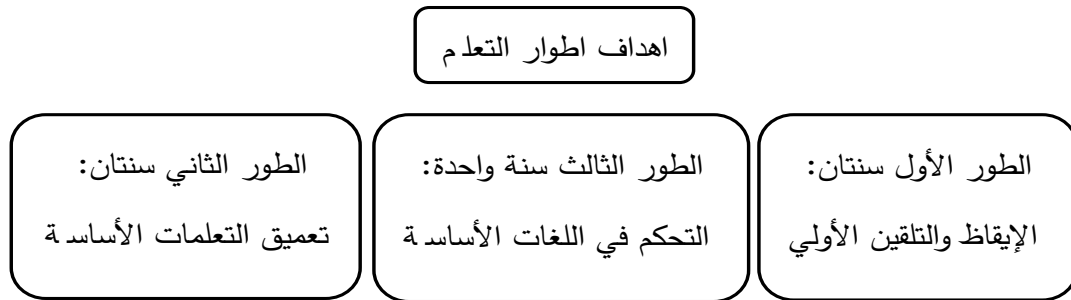 اهداف اطوار التعلم
الطور الأول سنتان:
الإيقاظ والتلقين الأولي
الطور الثالث سنة واحدة:
التحكم في اللغات الأساسة
الطور الثاني سنتان:
تعميق التعلمات الأساسة